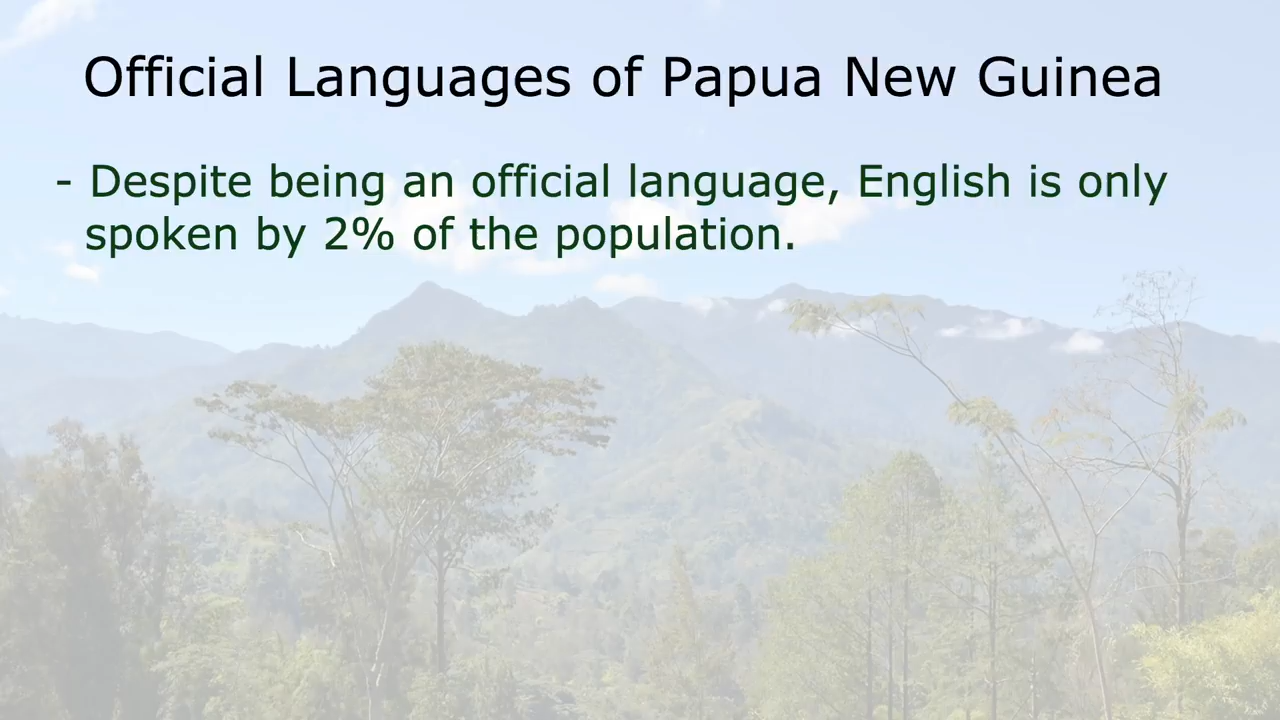 Official Languages of Papua New Guinea
- Despite being an official language, English is only
spoken by 2% of the population.